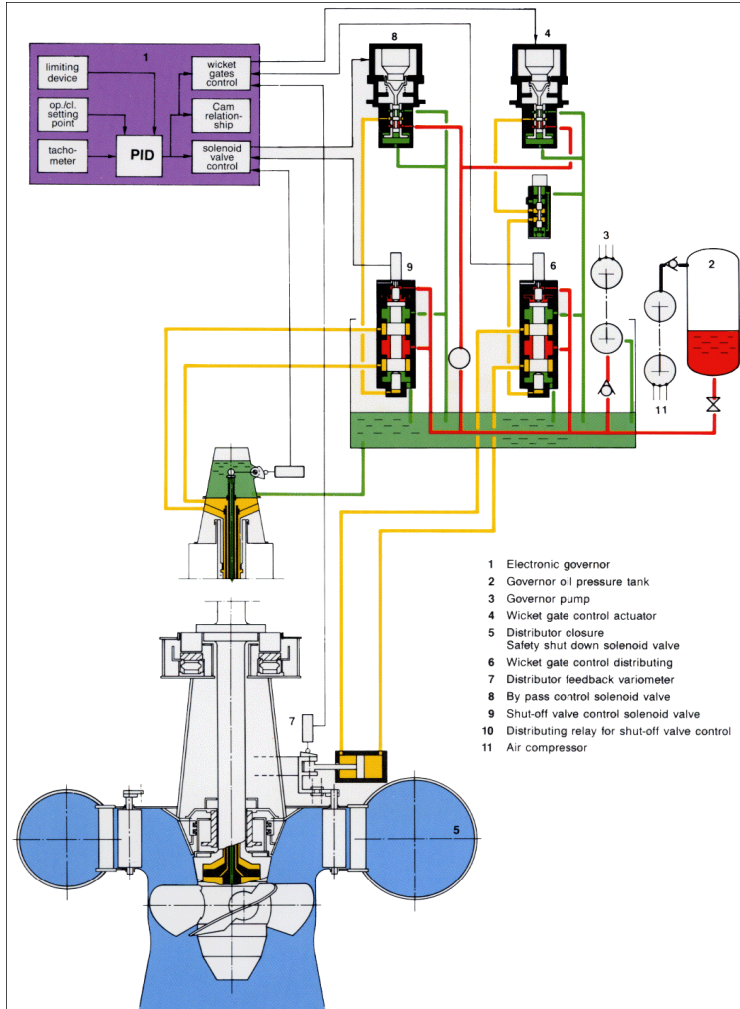 1
limiting
device
wicket
gates
control
op./cl.
setting
point
Cam
relation-
ship
tacho-
meter
PID
solenoid
valve
control
8
4
3
2
9
6
11
7
5
1 Electronic governor
2 Governor oil pressure tank
3 Governor pump
4 Wicket gate control actuator
5 Distributor closure
Safety shut down solenoid valve
6 Wicket gate control distributing
7 Distributor feedback variometer
8 By pass control solenoid valve
9 Shut-off valve control solenoid valve
10 Distributing relay for shut-off valve control
11 Air compressor